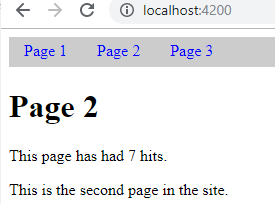 localhost:4200
Page 1 Page 2 Page 3
Page 2
This page has had 7 hits.
This is the second page in the site.